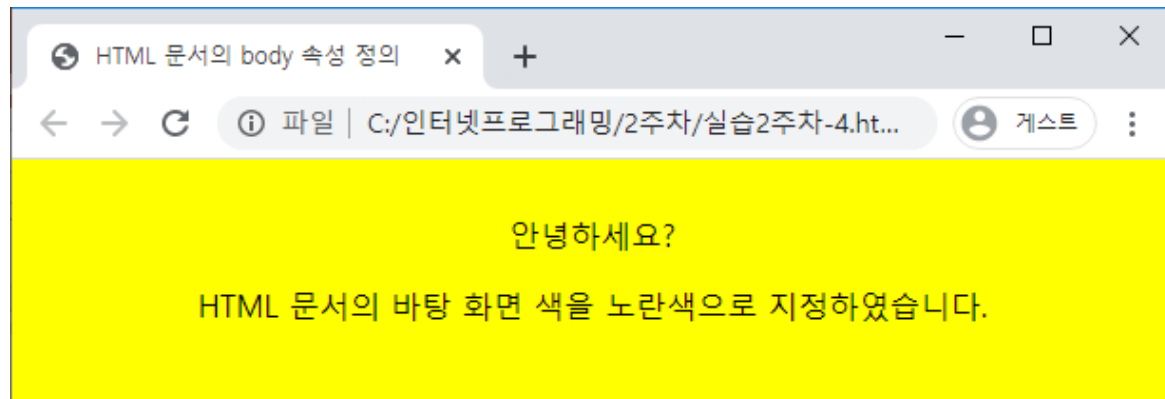 HTML 문서의 body 속성 정의
파일 | C:/인터넷프로그래밍/2주차/실습2주차-4.ht...
게스트
안녕하세요?
HTML 문서의 바탕 화면 색을 노란색으로 지정하였습니다.